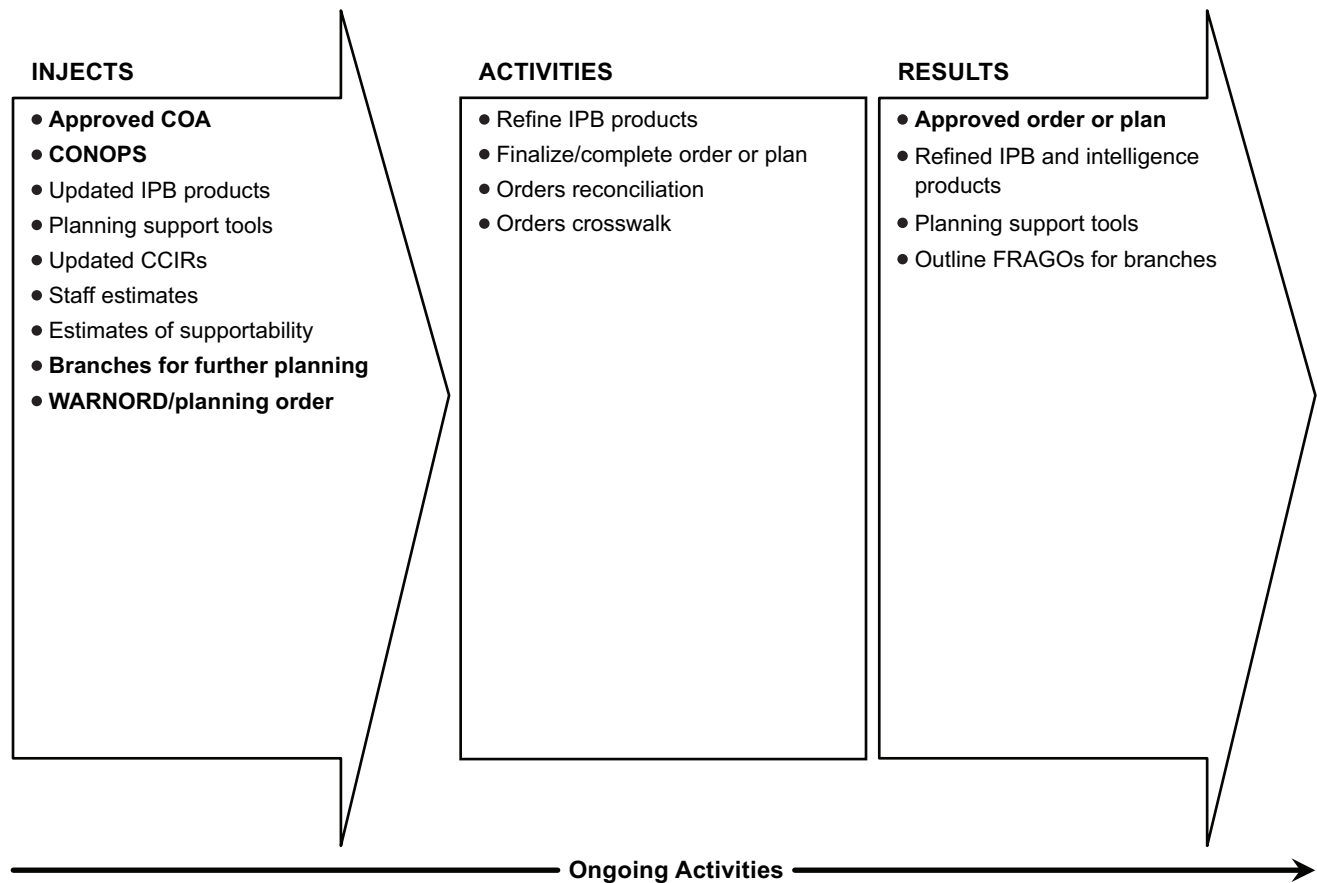 INJECTS
• Approved COA
• CONOPS
• Updated IPB products
• Planning support tools
• Updated CCIRs
• Staff estimates
• Estimates of supportability
• Branches for further planning
• WARNORD/planning order
ACTIVITIES
• Refine IPB products
• Finalize/complete order or plan
• Orders reconciliation
• Orders crosswalk
RESULTS
• Approved order or plan
• Refined IPB and intelligence
products
• Planning support tools
• Outline FRAGOs for branches
Ongoing Activities